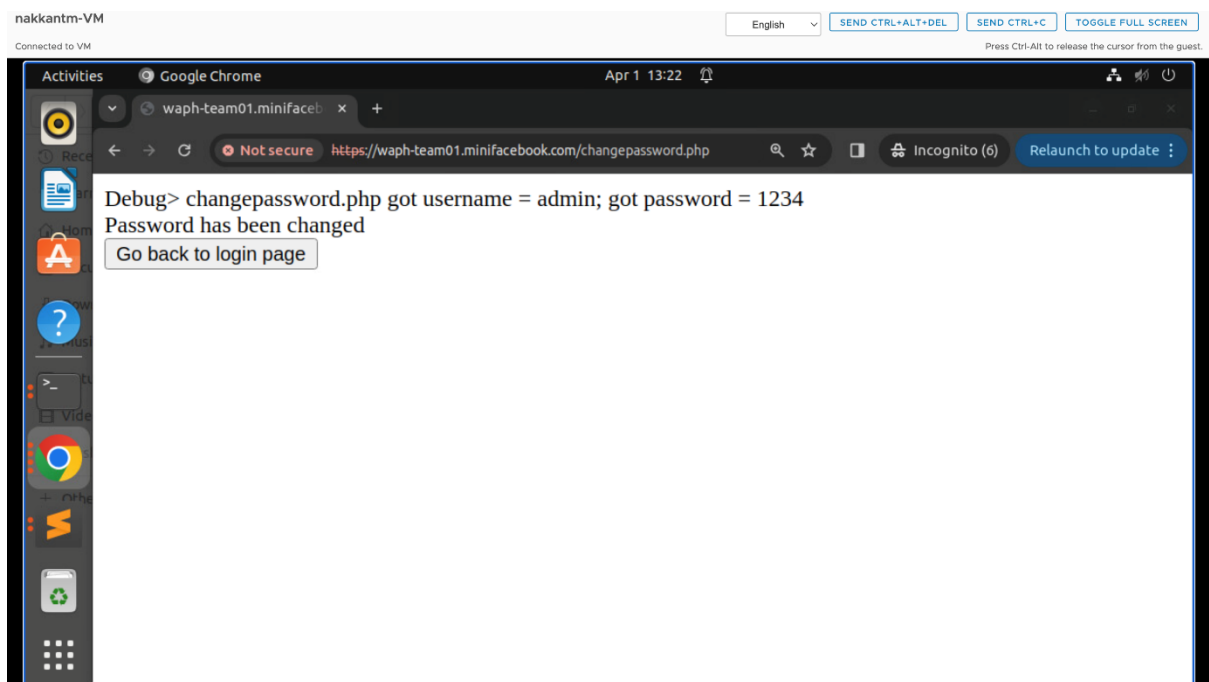 nakkantm-VM
English
SEND CTRL+ALT+DEL
SEND CTRL+C
TOGGLE FULL SCREEN
Connected to VM
Press Ctrl-Alt to release the cursor from the guest.
Activities
Google Chrome
Apr 1 13:22
waph-team01.minifaceb
Not secure
https://waph-team01.minifacebook.com/changepassword.php
Incognito (6)
Relaunch to update
Debug> changepassword.php got username = admin; got password = 1234
Password has been changed
Go back to login page